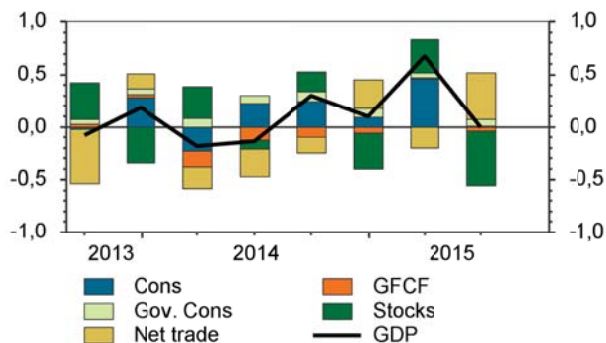 1,0 1,0
0,5 0,5
0,0 0,0
-0,5 -0,5
-1,0 -1,0
2013 2014 2015
Cons GFCF
Gov. Cons Stocks
Net trade GDP